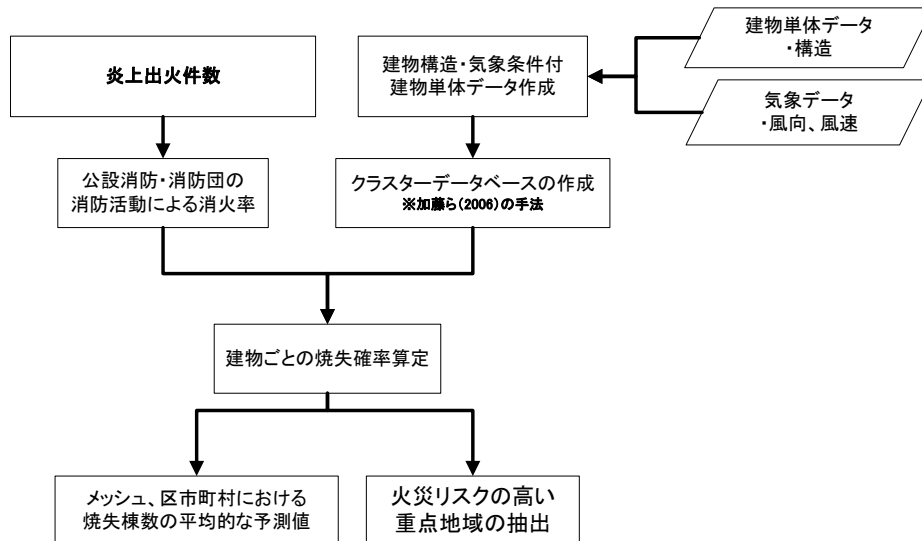 建物単体データ
・構造
炎上出火件数
建物構造・気象条件付
建物単体データ作成
気象データ
・風向、風速
公設消防・消防団の
消防活動による消火率
クラスターデータベースの作成
※加藤ら(2006)の手法
建物ごとの焼失確率算定
メッシュ、区市町村における
焼失棟数の平均的な予測値
火災リスクの高い
重点地域の抽出